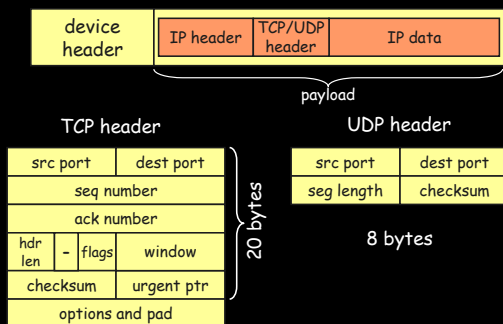 device header
IP header
TCP/UDP header
IP data
payload
TCP header
src port dest port
seq number
ack number
hdr len - flags window
checksum urgent ptr
options and pad
20 bytes
UDP header
src port dest port
seg length checksum
8 bytes